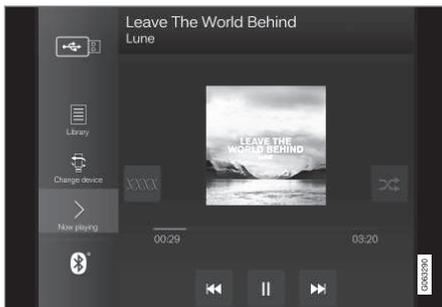 Leave The World Behind
Lune
Library
Change device
Now playing
LEAVE THE
WORLD BEHIND
LUNE
XXXX
00:29
03:20
G063290